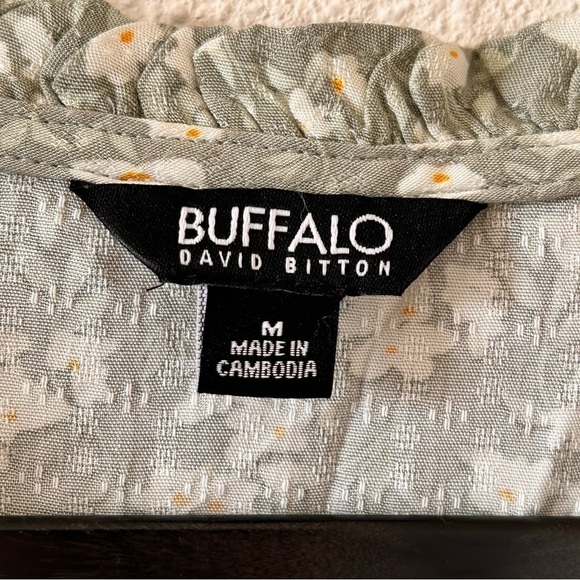 BUFFALO
DAVID BITTON
M
MADE IN
CAMBODIA